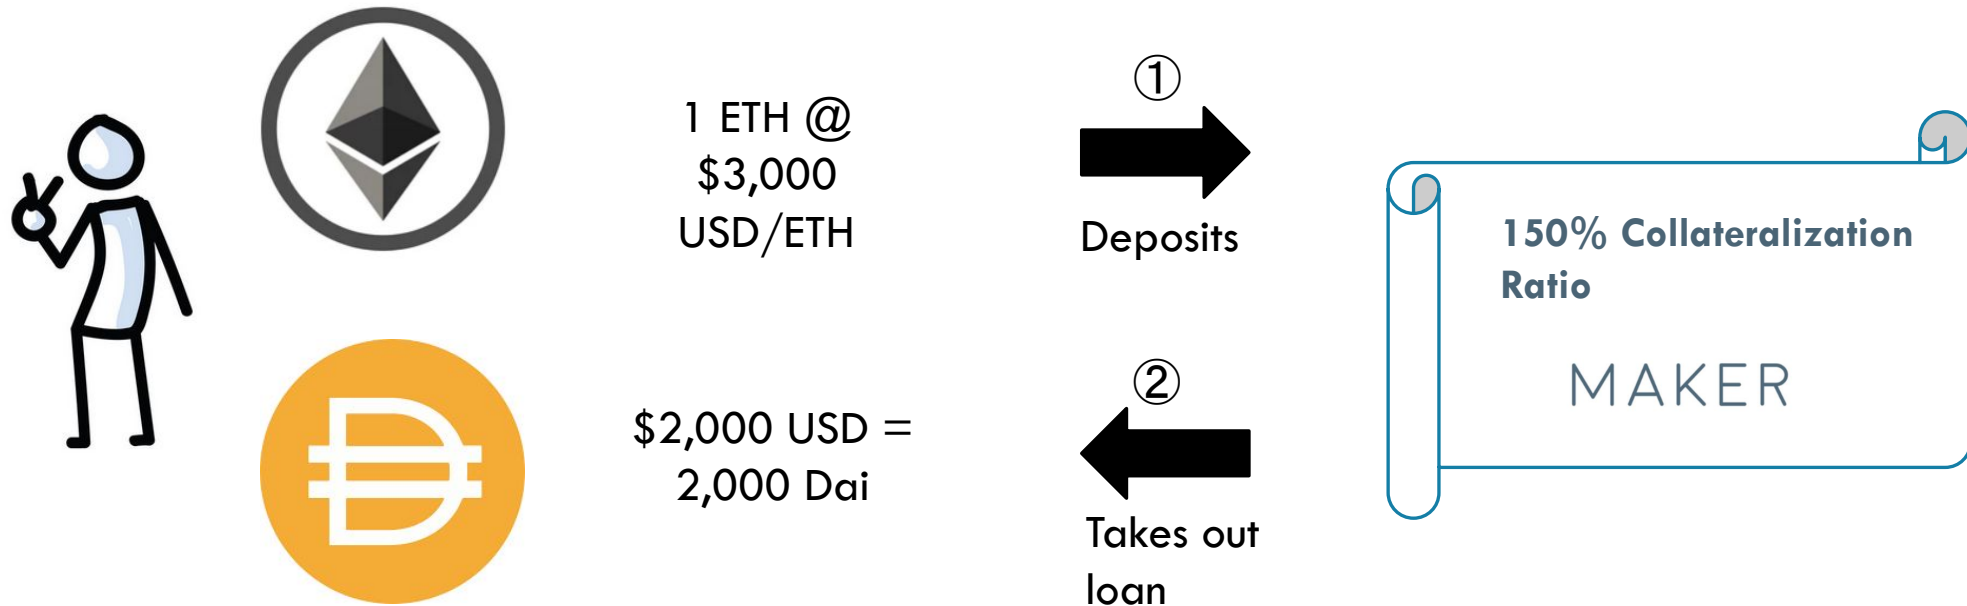 1 ETH @
$3,000
USD/ETH
①
Deposits
150% Collateralization
Ratio
MAKER
$2,000 USD =
2,000 Dai
②
Takes out
loan